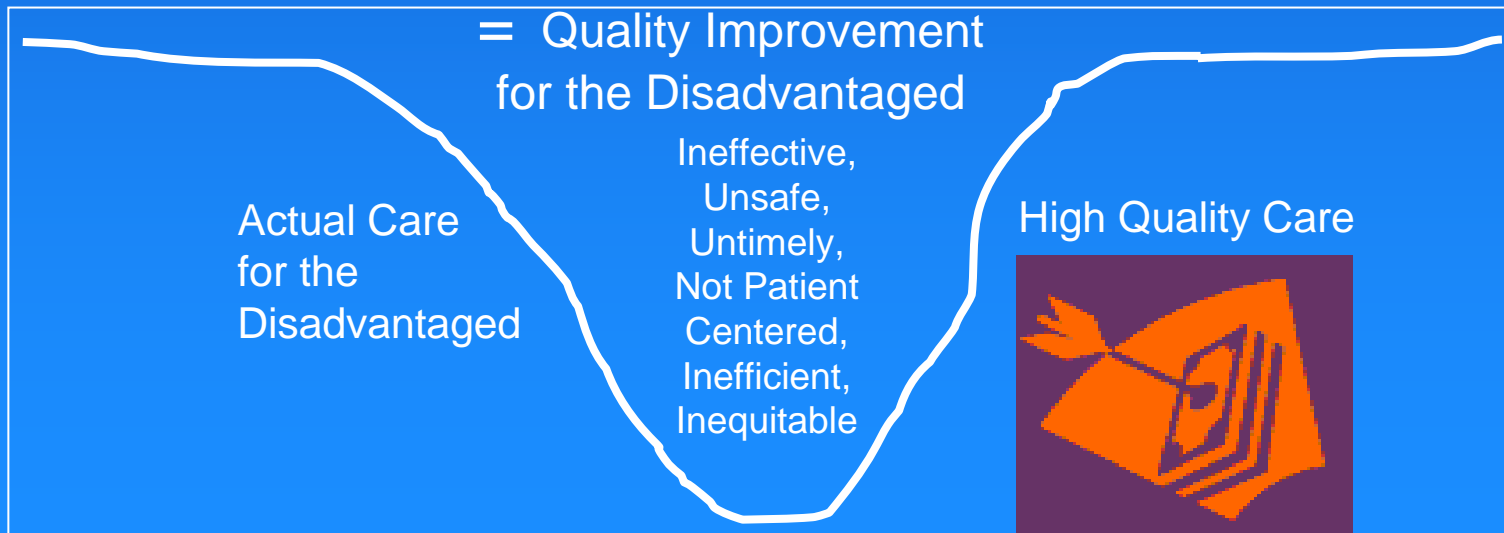 = Quality Improvement
for the Disadvantaged
Actual Care
for the
Disadvantaged
Ineffective,
Unsafe,
Untimely,
Not Patient
Centered,
Inefficient,
Inequitable
High Quality Care